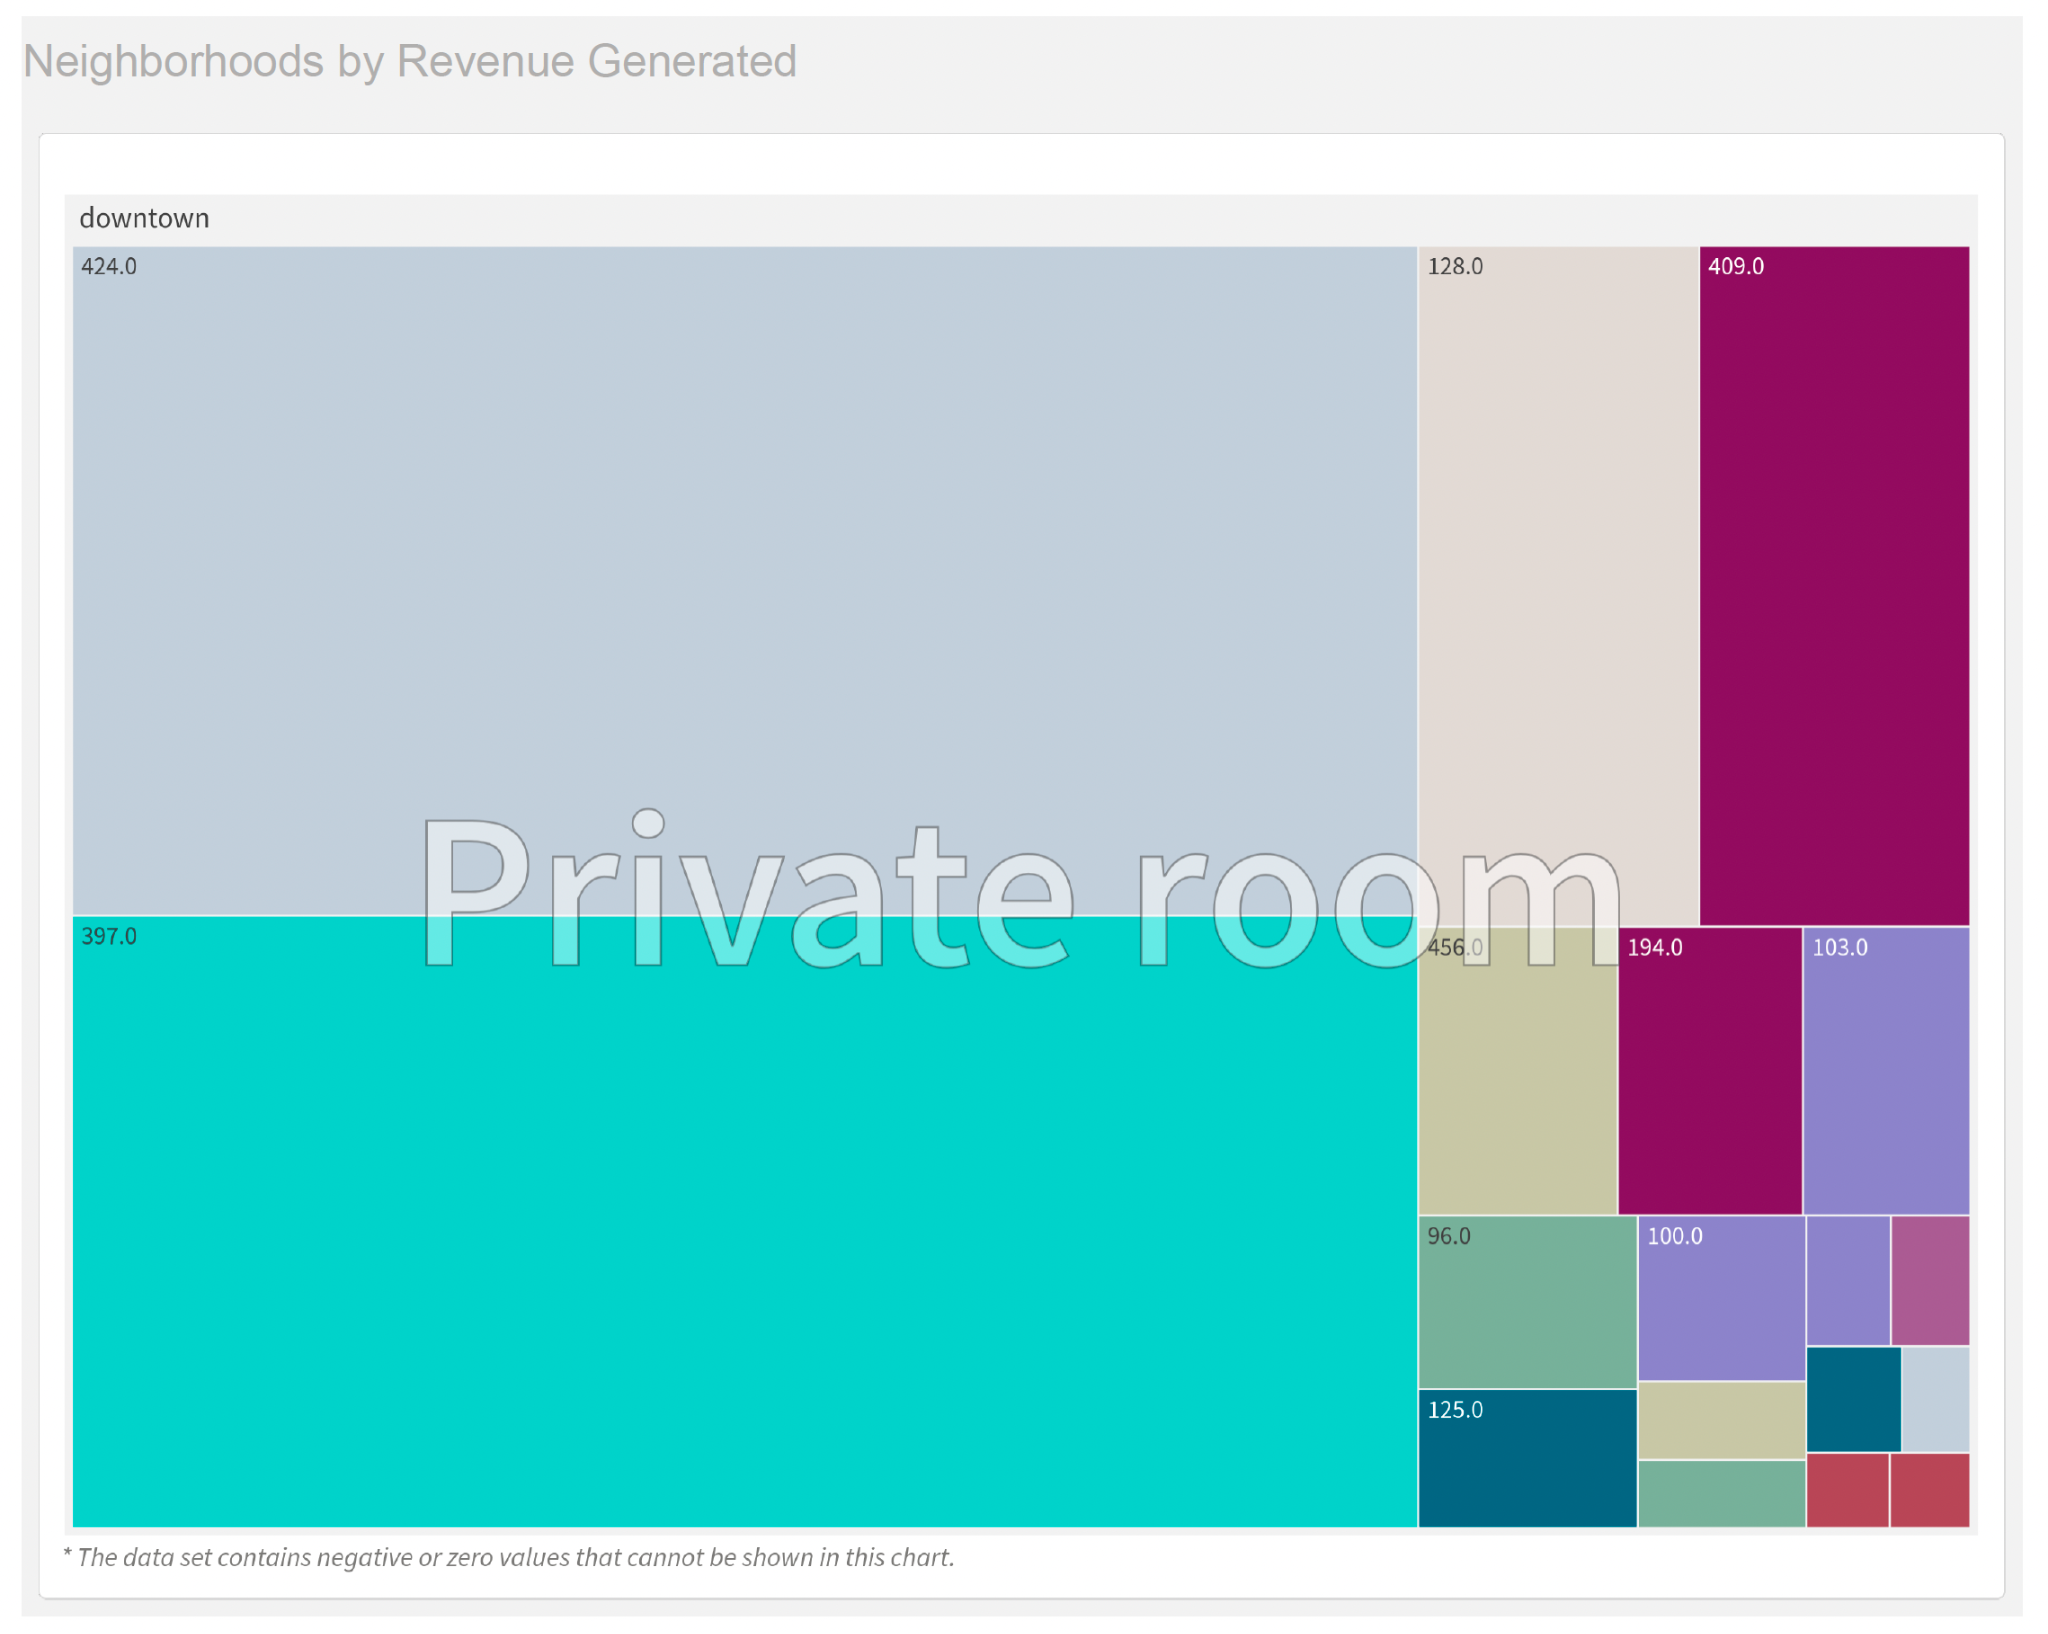 Neighborhoods by Revenue Generated
downtown
424.0
128.0
409.0
Private room
397.0
456.0
194.0
103.0
96.0
100.0
125.0
* The data set contains negative or zero values that cannot be shown in this chart.